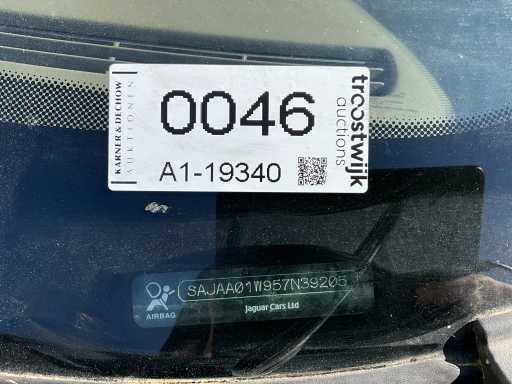 KARNER & DECHOW
AUKTIONEN
0046
A1-19340
troostwijk
auctions
SAJAA01W957N39205
AIRBAG
Jaguar Cars Ltd